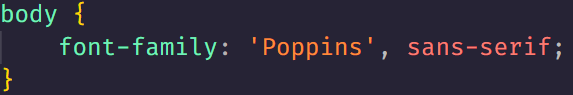 body {
    font-family: 'Poppins', sans-serif;
}